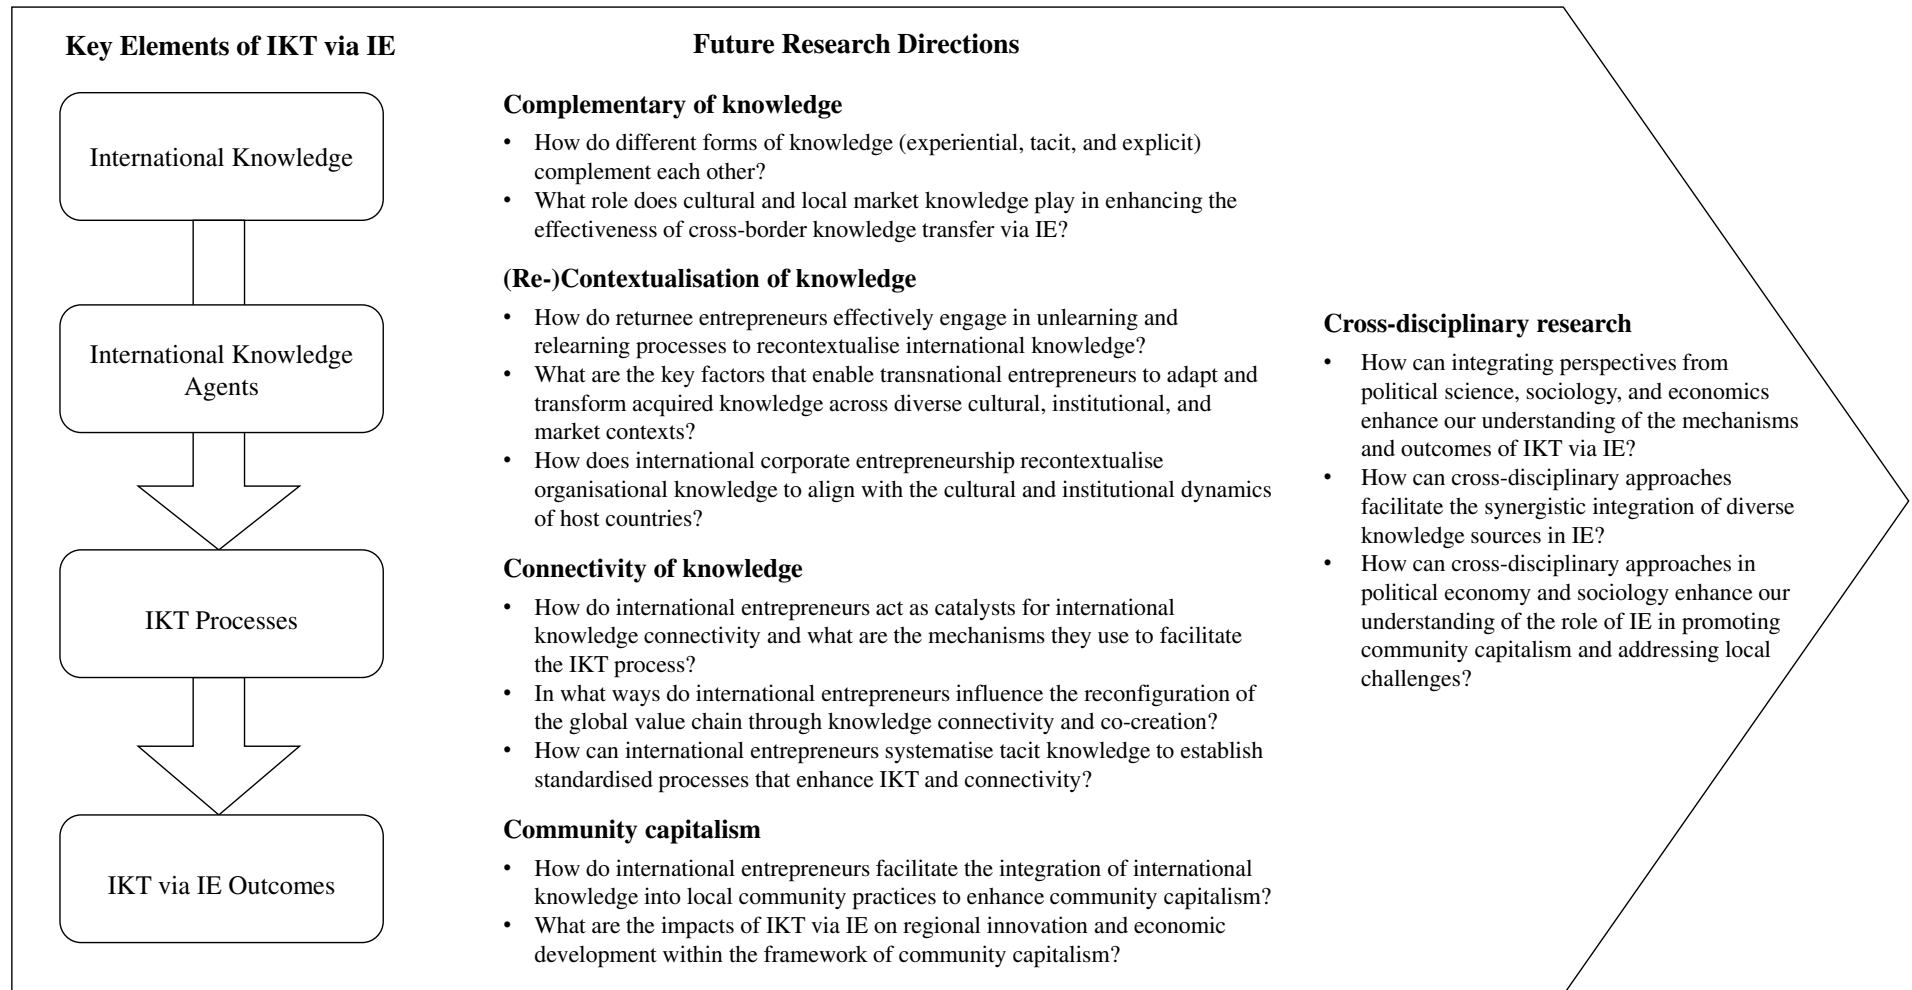 Key Elements of IKT via IE
International Knowledge
International Knowledge
Agents
IKT Processes
IKT via IE Outcomes
Future Research Directions
Complementary of knowledge
• How do different forms of knowledge (experiential, tacit, and explicit)
complement each other?
• What role does cultural and local market knowledge play in enhancing the
effectiveness of cross-border knowledge transfer via IE?
(Re-)Contextualisation of knowledge
• How do returnee entrepreneurs effectively engage in unlearning and
relearning processes to recontextualise international knowledge?
• What are the key factors that enable transnational entrepreneurs to adapt and
transform acquired knowledge across diverse cultural, institutional, and
market contexts?
• How does international corporate entrepreneurship recontextualise
organisational knowledge to align with the cultural and institutional dynamics
of host countries?
Connectivity of knowledge
• How do international entrepreneurs act as catalysts for international
knowledge connectivity and what are the mechanisms they use to facilitate
the IKT process?
• In what ways do international entrepreneurs influence the reconfiguration of
the global value chain through knowledge connectivity and co-creation?
• How can international entrepreneurs systematise tacit knowledge to establish
standardised processes that enhance IKT and connectivity?
Community capitalism
• How do international entrepreneurs facilitate the integration of international
knowledge into local community practices to enhance community capitalism?
• What are the impacts of IKT via IE on regional innovation and economic
development within the framework of community capitalism?
Cross-disciplinary research
• How can integrating perspectives from
political science, sociology, and economics
enhance our understanding of the mechanisms
and outcomes of IKT via IE?
• How can cross-disciplinary approaches
facilitate the synergistic integration of diverse
knowledge sources in IE?
• How can cross-disciplinary approaches in
political economy and sociology enhance our
understanding of the role of IE in promoting
community capitalism and addressing local
challenges?